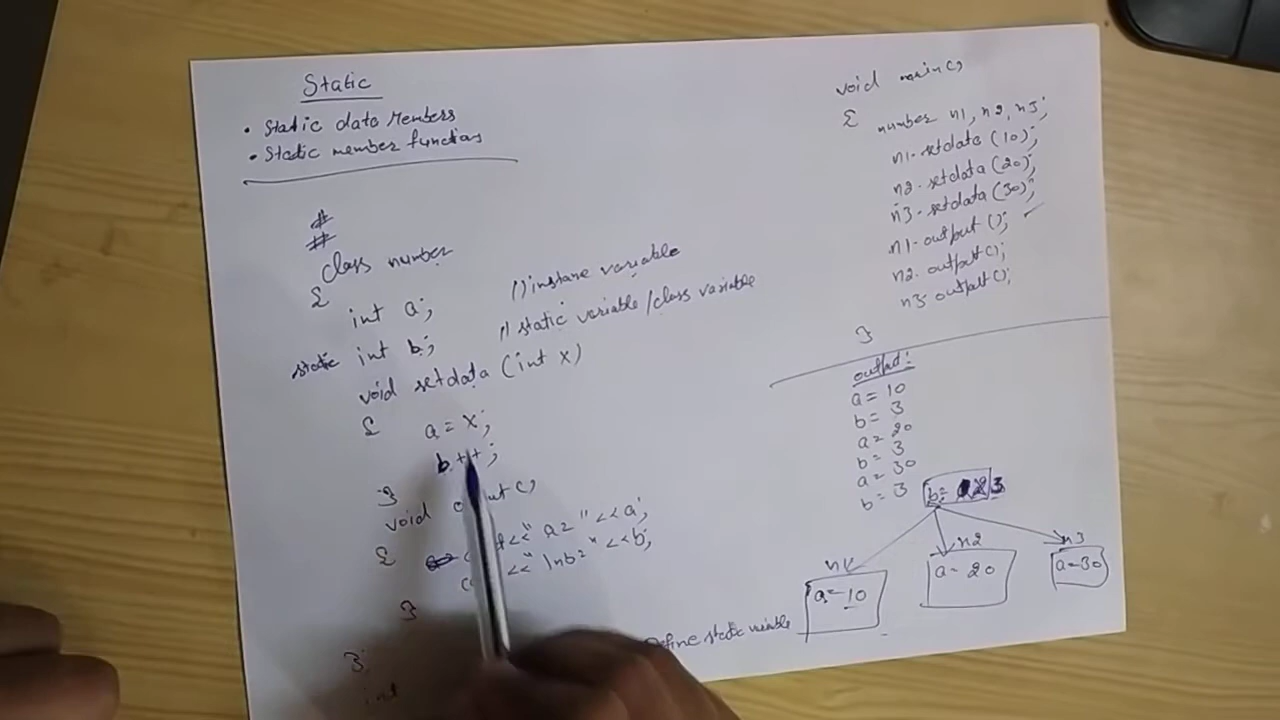 Static
• Static data Members
• Static member functions
#
#
class number
{
int a; // instane variable
static int b; // static variable / class variable
void setdata (int x)
{
a = x;
b++;
}
void
{
<<" a=" <<a;
<<" \nb=" <<b;
}
};
int
Define static variable
void main()
{
number n1, n2, n3;
n1. setdata (10);
n2. setdata (20);
n3. setdata (30);
n1. output ();
n2. output ();
n3 output ();
}
output:
a = 10
b = 3
a = 20
b = 3
a = 30
b = 3
b= 3
n1 n2 n3
a = 10 a = 20 a=30